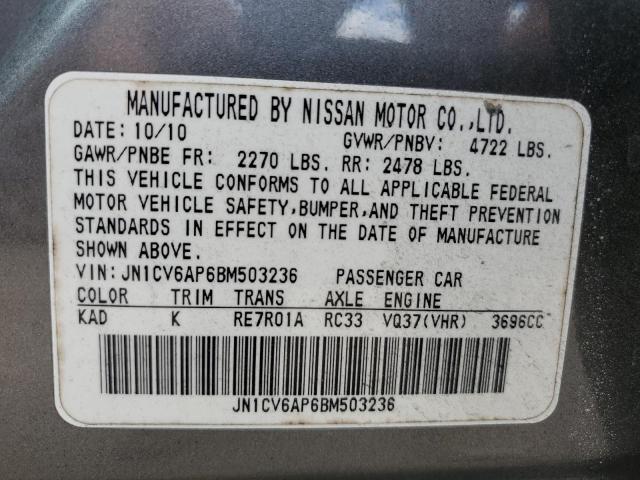 MANUFACTURED BY NISSAN MOTOR CO.,LTD.
DATE: 10/10 GVWR/PNBV: 4722 LBS.
GAWR/PNBE FR: 2270 LBS. RR: 2478 LBS.
THIS VEHICLE CONFORMS TO ALL APPLICABLE FEDERAL
MOTOR VEHICLE SAFETY,BUMPER,AND THEFT PREVENTION
STANDARDS IN EFFECT ON THE DATE OF MANUFACTURE
SHOWN ABOVE.
VIN:JN1CV6AP6BM503236 PASSENGER CAR
COLOR TRIM TRANS AXLE ENGINE
KAD K RE7R01A RC33 VQ37(VHR) 3696CC
JN1CV6AP6BM503236